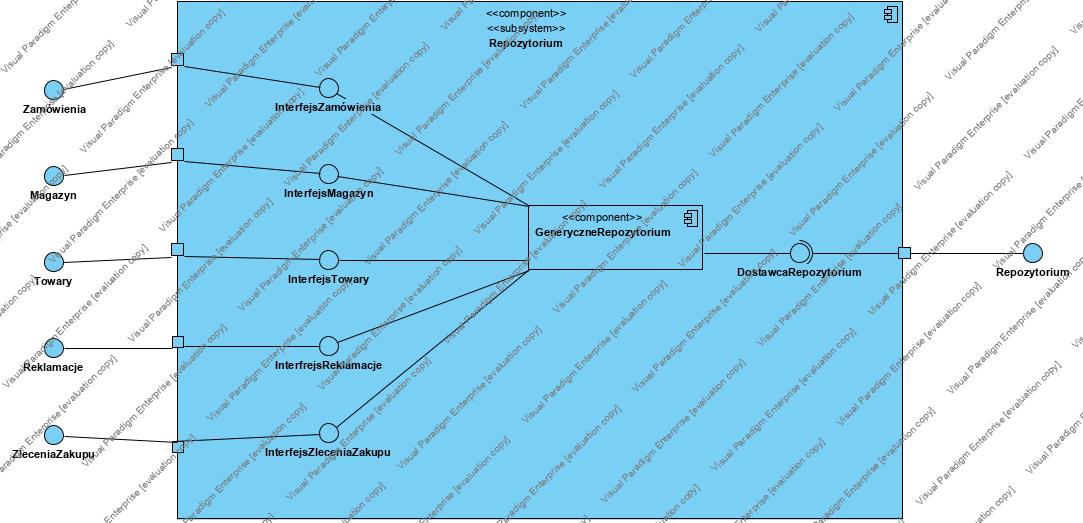 <<component>>
<<subsystem>>
Repozytorium
Zamówienia
InterfejsZamówienia
Magazyn
InterfejsMagazyn
<<component>>
GeneryczneRepozytorium
Towary
InterfejsTowary
DostawcaRepozytorium
Repozytorium
Reklamacje
InterfrejsReklamacje
ZleceniaZakupu
InterfejsZleceniaZakupu
Visual Paradigm Enterprise [evaluation copy]